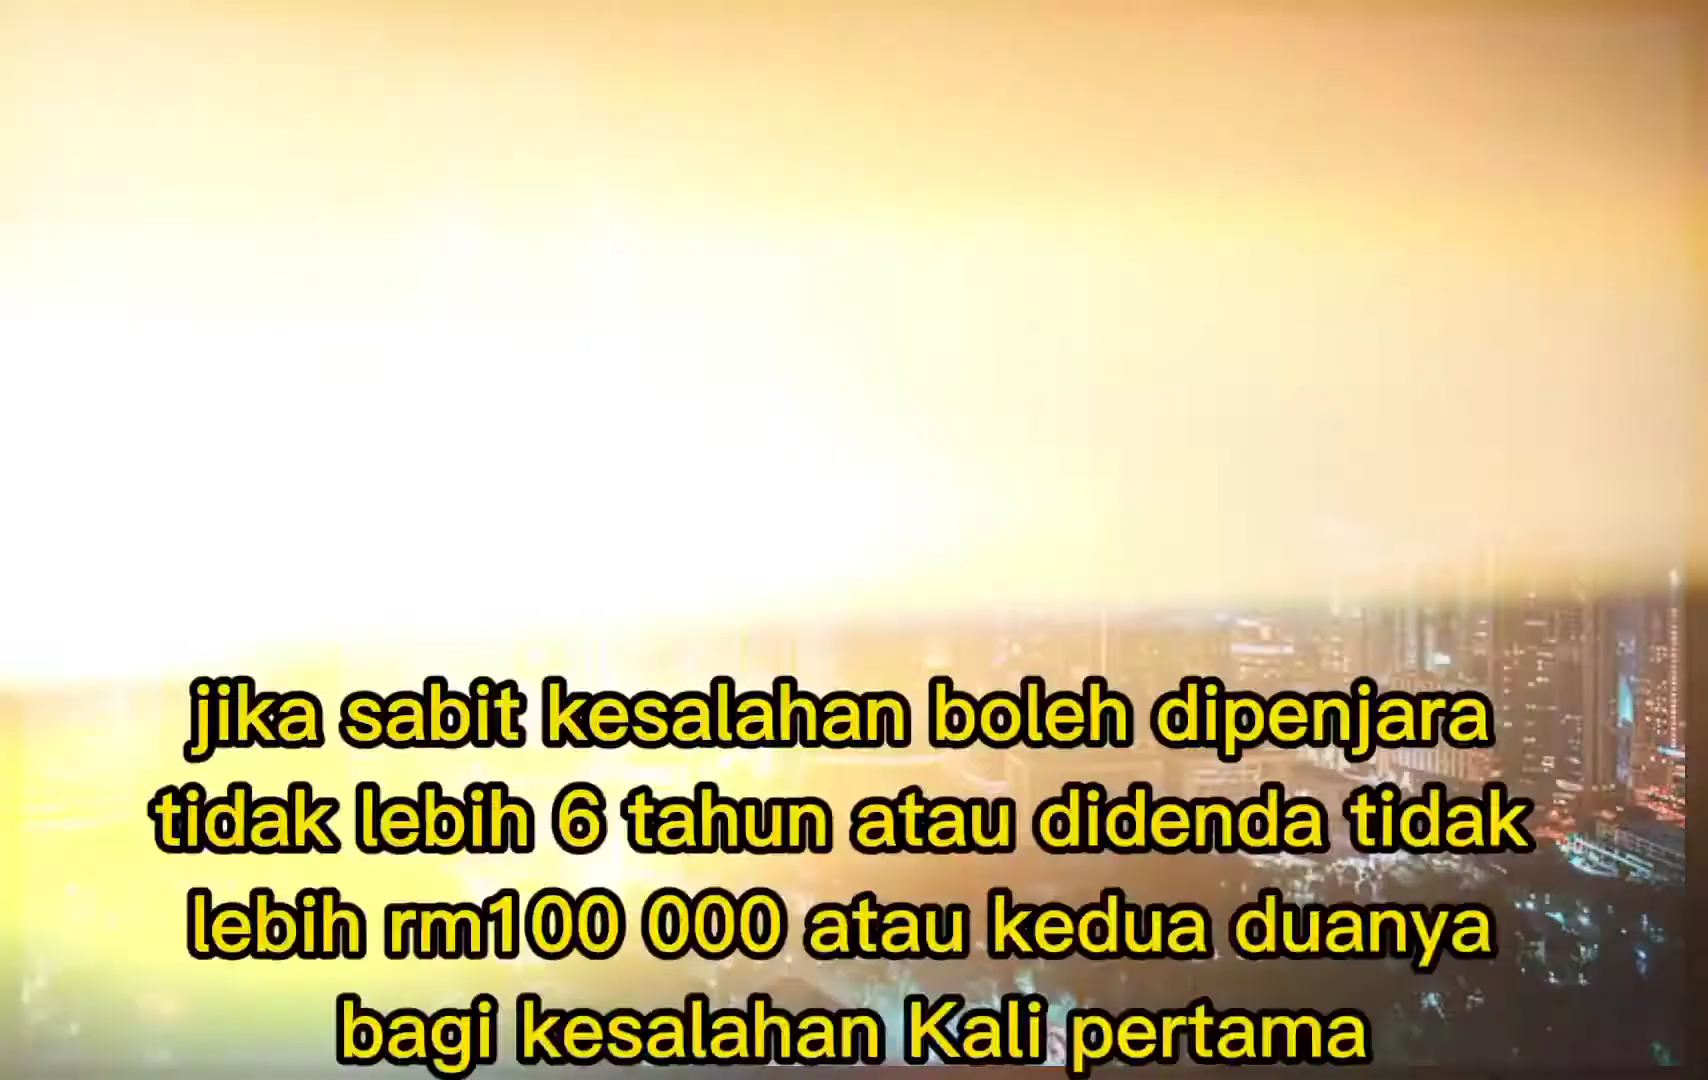 jika sabit kesalahan boleh dipenjara
tidak lebih 6 tahun atau didenda tidak
lebih rm100 000 atau kedua duanya
bagi kesalahan Kali pertama